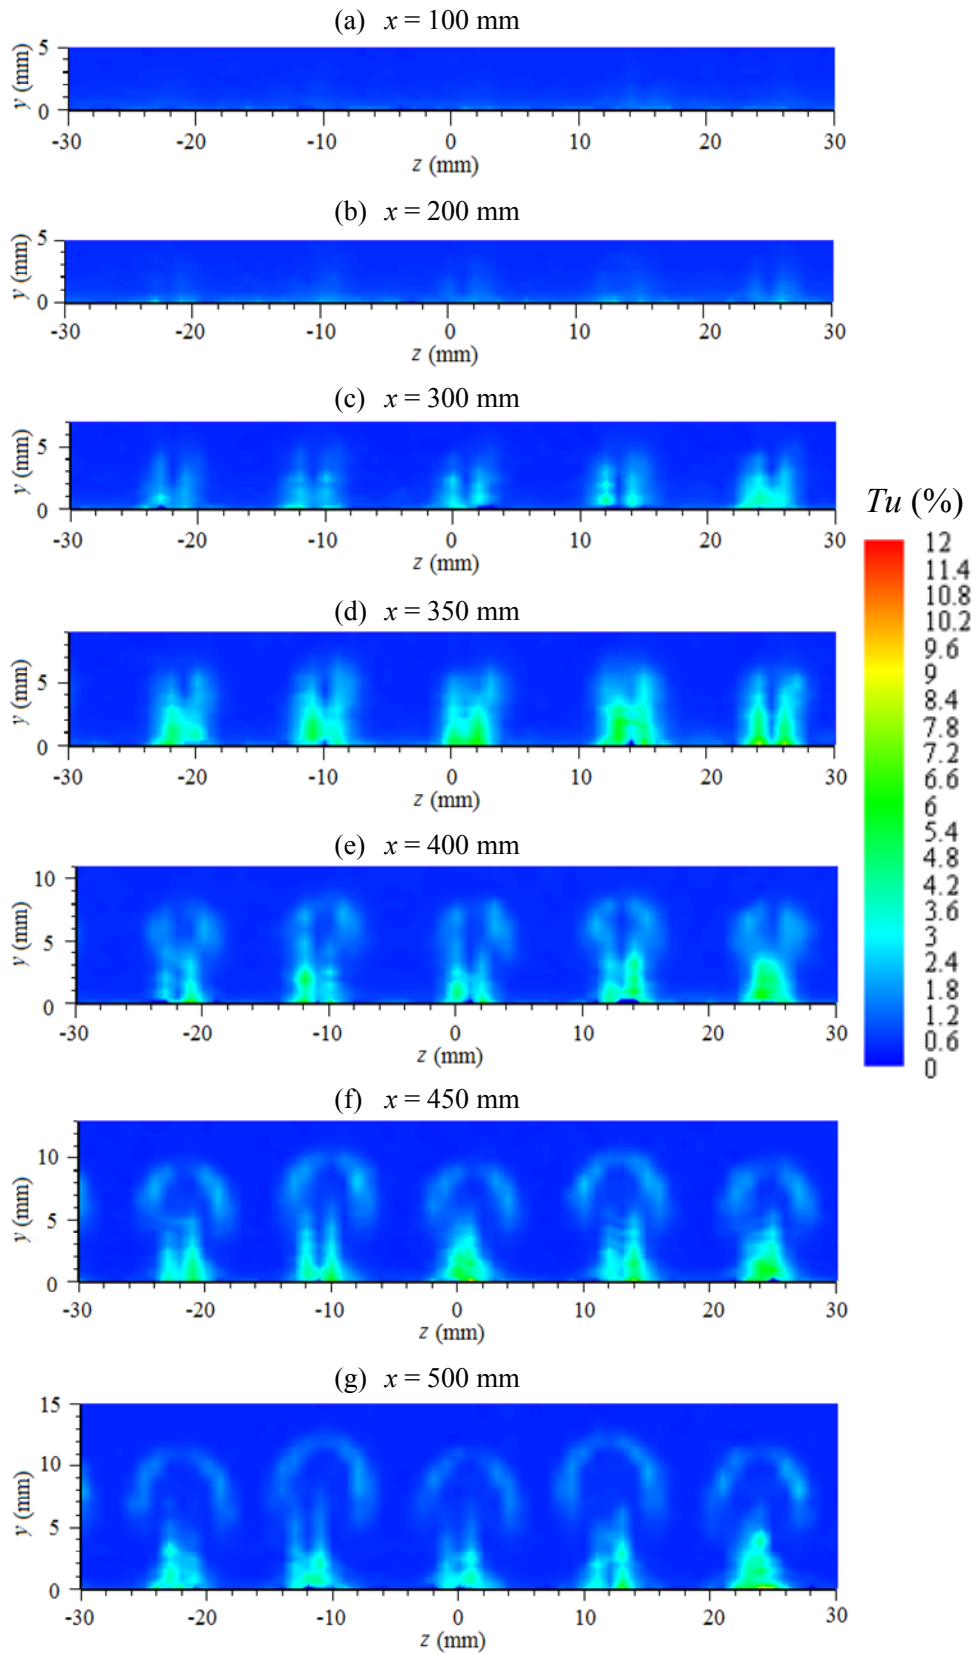 (a) x = 100 mm
y (mm)
5
0
-30 -20 -10 0 10 20 30
z (mm)
(b) x = 200 mm
y (mm)
5
0
-30 -20 -10 0 10 20 30
z (mm)
(c) x = 300 mm
y (mm)
5
0
-30 -20 -10 0 10 20 30
z (mm)
(d) x = 350 mm
y (mm)
5
0
-30 -20 -10 0 10 20 30
z (mm)
(e) x = 400 mm
y (mm)
10
5
0
-30 -20 -10 0 10 20 30
z (mm)
(f) x = 450 mm
y (mm)
10
5
0
-30 -20 -10 0 10 20 30
z (mm)
(g) x = 500 mm
y (mm)
15
10
5
0
-30 -20 -10 0 10 20 30
z (mm)
Tu (%)
12
11.4
10.8
10.2
9.6
9
8.4
7.8
7.2
6.6
6
5.4
4.8
4.2
3.6
3
2.4
1.8
1.2
0.6
0